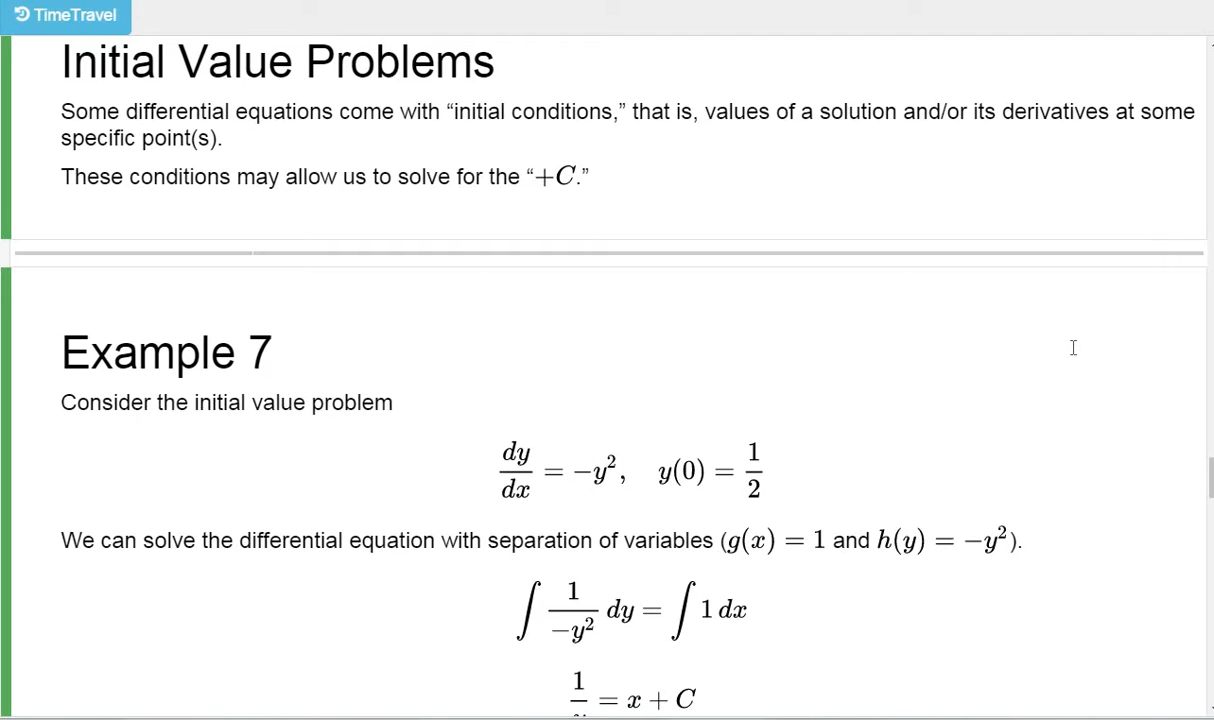 TimeTravel
Initial Value Problems
Some differential equations come with “initial conditions,” that is, values of a solution and/or its derivatives at some
specific point(s).
These conditions may allow us to solve for the “+C.”
Example 7
Consider the initial value problem
dy/dx = −y², y(0) = 1/2
We can solve the differential equation with separation of variables (g(x) = 1 and h(y) = −y²).
∫ 1/−y² dy = ∫ 1 dx
1/y = x + C